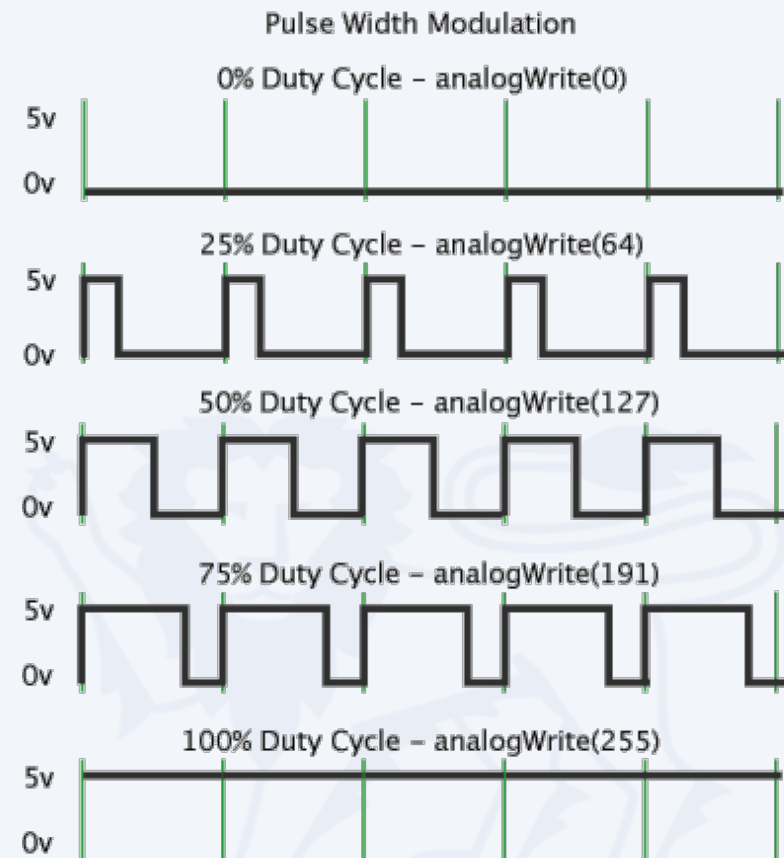 Pulse Width Modulation
0% Duty Cycle – analogWrite(0)
5v
0v
25% Duty Cycle – analogWrite(64)
5v
0v
50% Duty Cycle – analogWrite(127)
5v
0v
75% Duty Cycle – analogWrite(191)
5v
0v
100% Duty Cycle – analogWrite(255)
5v
0v